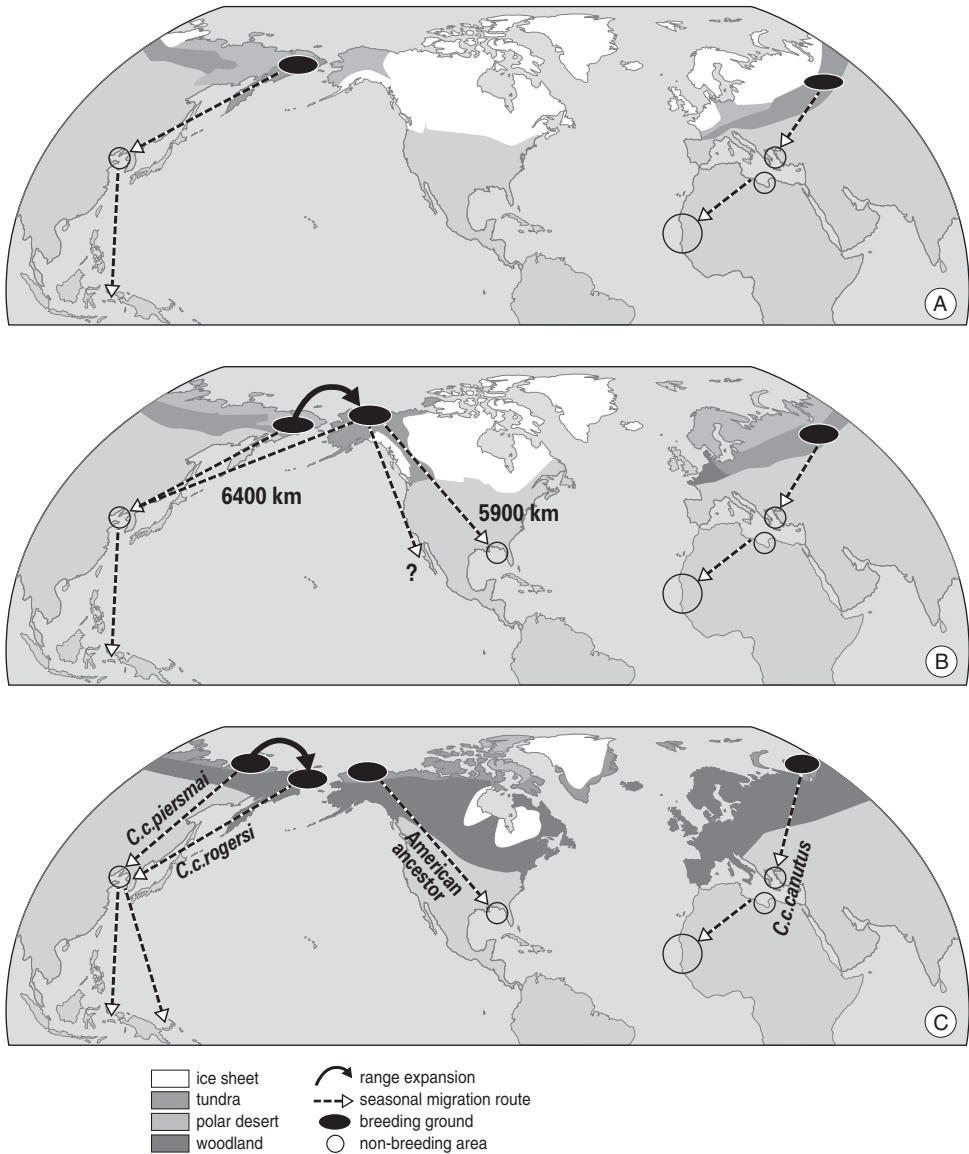 A
6400 km
5900 km
?
B
C.c.piersmai
C.c.rogersi
American
ancestor
C.c.canutus
C
ice sheet
range expansion
tundra
seasonal migration route
polar desert
breeding ground
woodland
non-breeding area